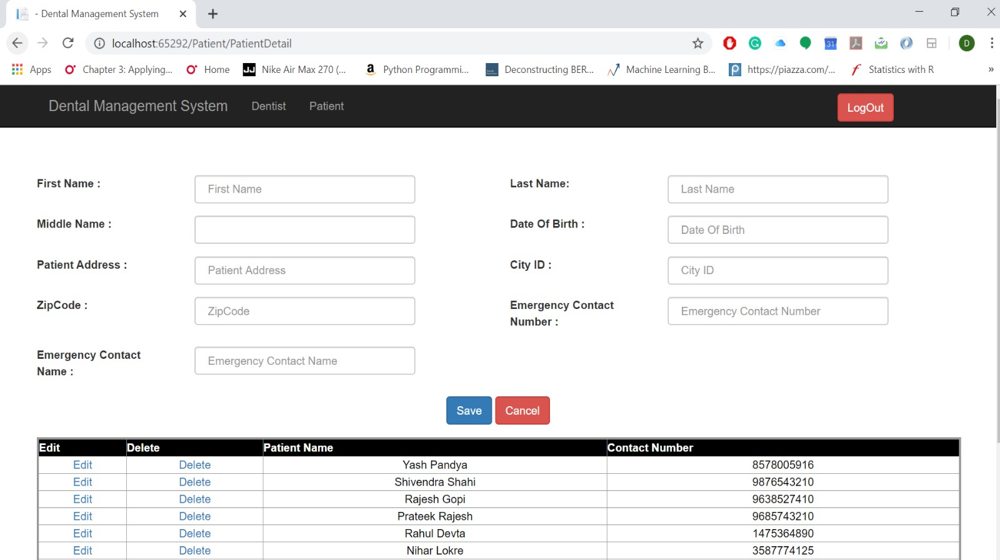 - Dental Management System
localhost:65292/Patient/PatientDetail
Apps Chapter 3: Applying... Home Nike Air Max 270 (... Python Programmi... Deconstructing BER... Machine Learning B... https://piazza.com/... Statistics with R »
Dental Management System Dentist Patient LogOut
First Name : First Name Last Name: Last Name
Middle Name : Date Of Birth : Date Of Birth
Patient Address : Patient Address City ID : City ID
ZipCode : ZipCode Emergency Contact Number : Emergency Contact Number
Emergency Contact Name : Emergency Contact Name
Save Cancel
Edit Delete Patient Name Contact Number
Edit Delete Yash Pandya 8578005916
Edit Delete Shivendra Shahi 9876543210
Edit Delete Rajesh Gopi 9638527410
Edit Delete Prateek Rajesh 9685743210
Edit Delete Rahul Devta 1475364890
Edit Delete Nihar Lokre 3587774125